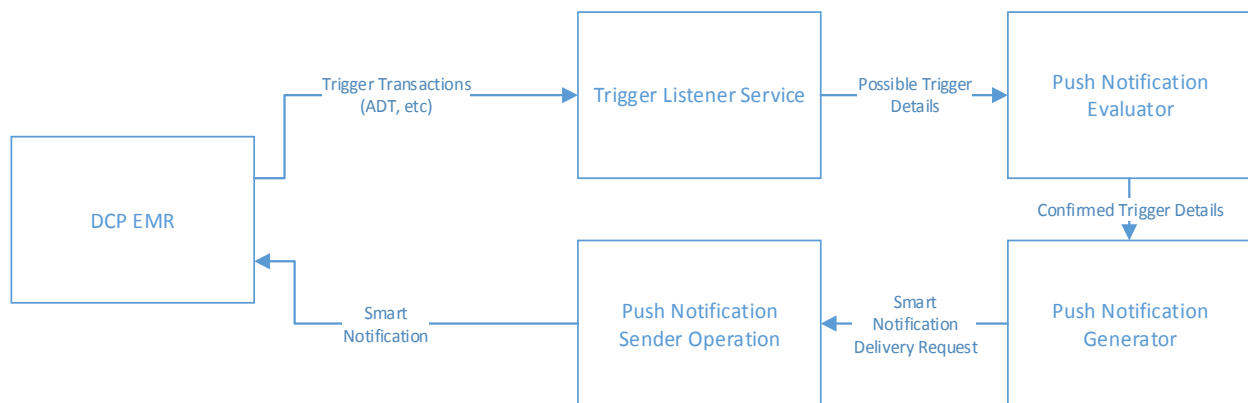 Trigger Transactions
(ADT, etc)
Trigger Listener Service
Possible Trigger
Details
Push Notification
Evaluator
DCP EMR
Confirmed Trigger Details
Smart
Notification
Push Notification
Sender Operation
Smart
Notification
Delivery Request
Push Notification
Generator